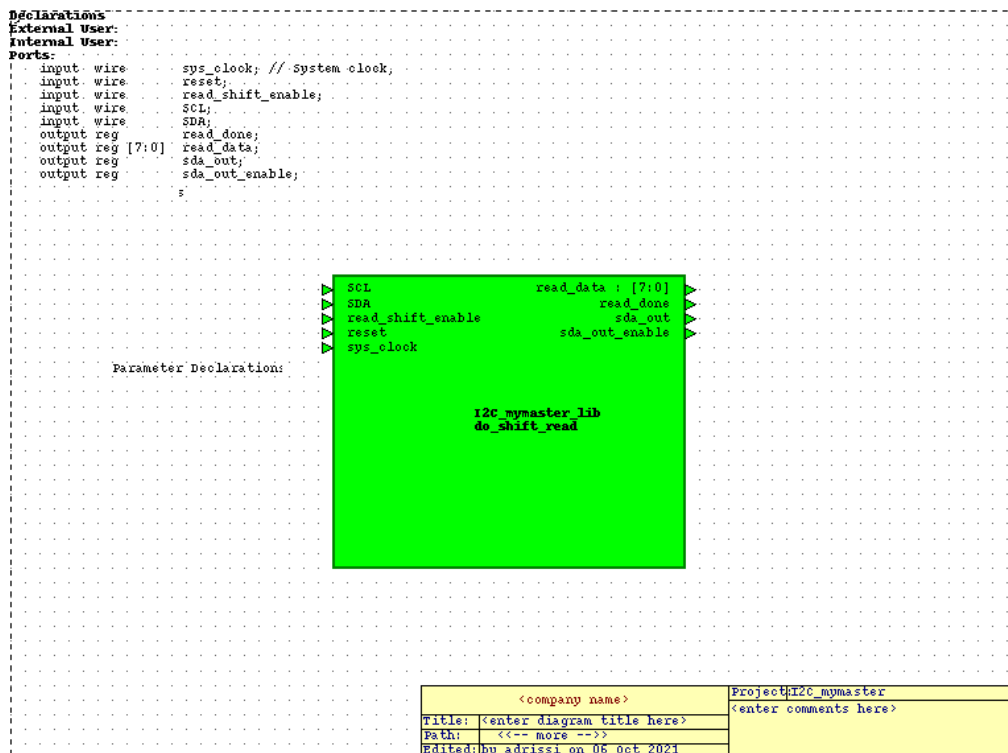 Declarations
External User:
Internal User:
Ports:
input wire sys_clock; // System clock,
input wire reset;
input wire read_shift_enable;
input wire SCL;
input wire SDA;
output reg read_done;
output reg [7:0] read_data;
output reg sda_out;
output reg sda_out_enable;
s
SCL read_data : [7:0]
SDA read_done
read_shift_enable sda_out
reset sda_out_enable
sys_clock
Parameter Declarations
I2C_mymaster_lib
do_shift_read
<company name>
Project: I2C_mymaster
<enter comments here>
Title: <enter diagram title here>
Path: <<-- more -->>
Edited: by adrissi on 06 Oct 2021